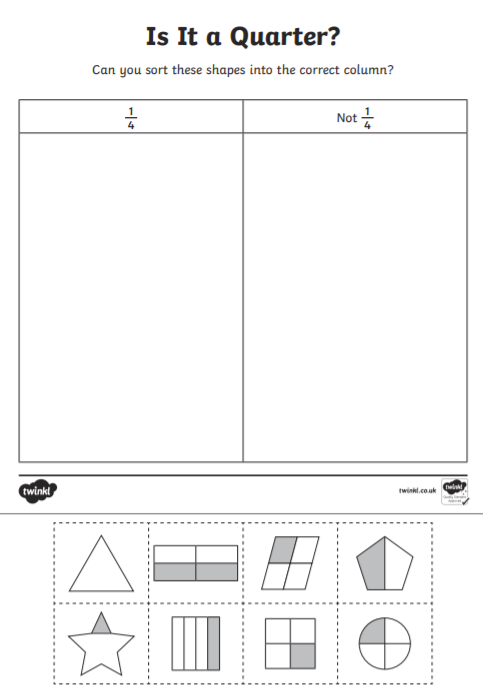 Is It a Quarter?
Can you sort these shapes into the correct column?
1/4
Not 1/4
twinkl
twinkl.co.uk
twinkl